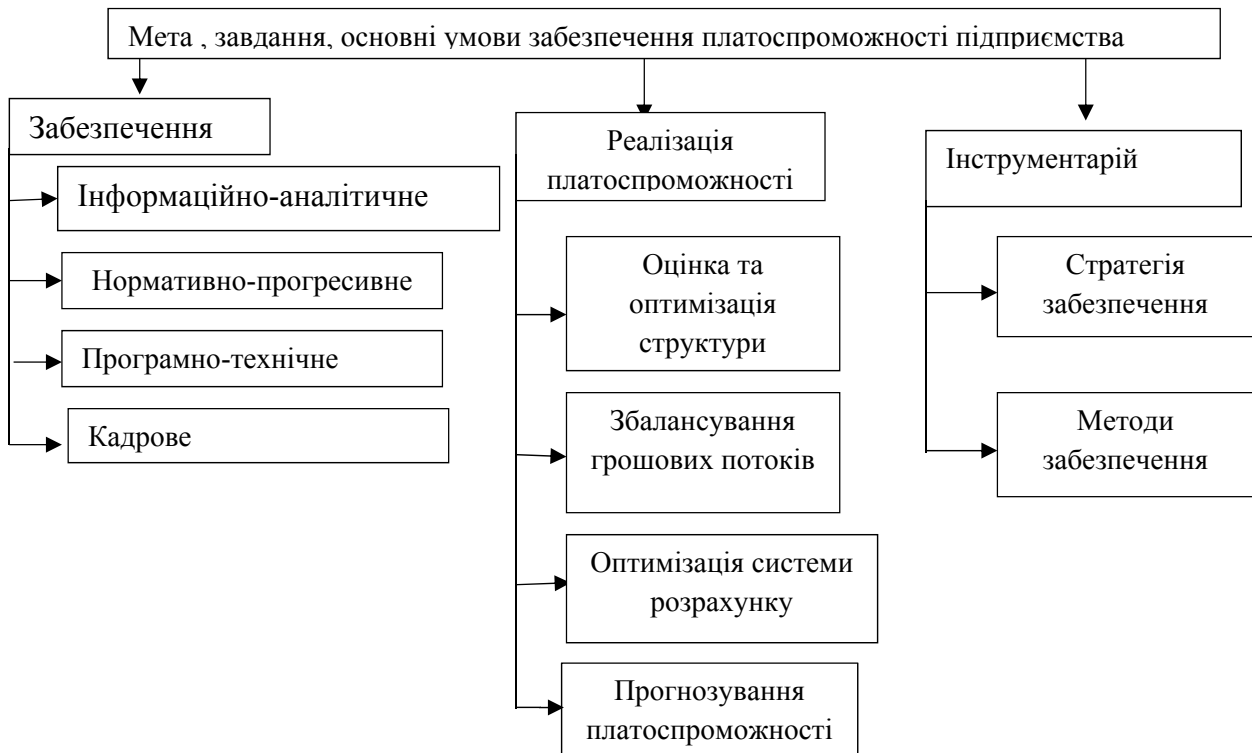 Мета , завдання, основні умови забезпечення платоспроможності підприємства
Забезпечення
Інформаційно-аналітичне
Нормативно-прогресивне
Програмно-технічне
Кадрове
Реалізація
платоспроможності
Оцінка та
оптимізація
структури
Збалансування
грошових потоків
Оптимізація системи
розрахунку
Прогнозування
платоспроможності
Інструментарій
Стратегія
забезпечення
Методи
забезпечення